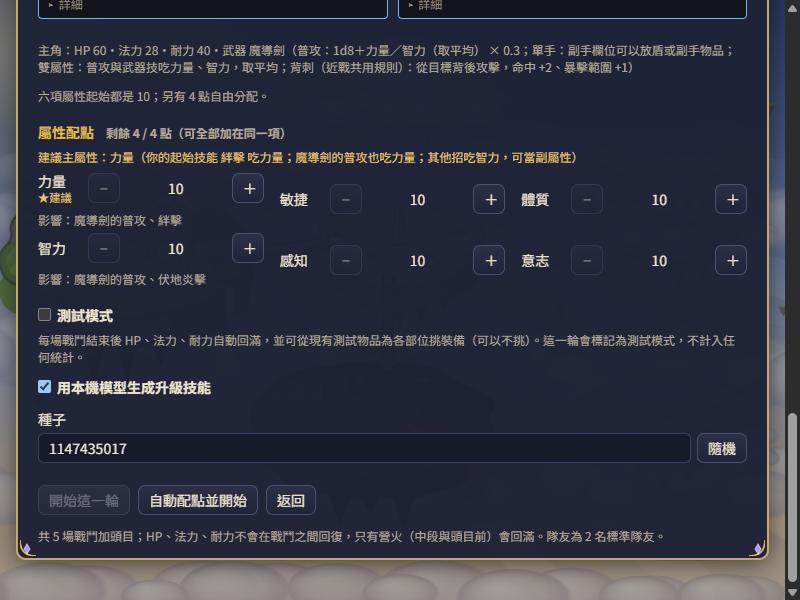 ▸ 詳細
▸ 詳細
主角：HP 60・法力 28・耐力 40・武器 魔導劍（普攻：1d8＋力量／智力（取平均） × 0.3；單手：副手欄位可以放盾或副手物品；
雙屬性：普攻與武器技吃力量、智力，取平均；背刺（近戰共用規則）：從目標背後攻擊，命中 +2、暴擊範圍 +1）
六項屬性起始都是 10；另有 4 點自由分配。
屬性配點 剩餘 4 / 4 點（可全部加在同一項）
建議主屬性：力量（你的起始技能 絆擊 吃力量；魔導劍的普攻也吃力量；其他招吃智力，可當副屬性）
力量 − 10 +
★建議
敏捷 − 10 +
體質 − 10 +
影響：魔導劍的普攻、絆擊
智力 − 10 +
感知 − 10 +
意志 − 10 +
影響：魔導劍的普攻、伏地炎擊
測試模式
每場戰鬥結束後 HP、法力、耐力自動回滿，並可從現有測試物品為各部位挑裝備（可以不挑）。這一輪會標記為測試模式，不計入任
何統計。
用本機模型生成升級技能
種子
1147435017 隨機
開始這一輪 自動配點並開始 返回
共 5 場戰鬥加頭目；HP、法力、耐力不會在戰鬥之間回復，只有營火（中段與頭目前）會回滿。隊友為 2 名標準隊友。